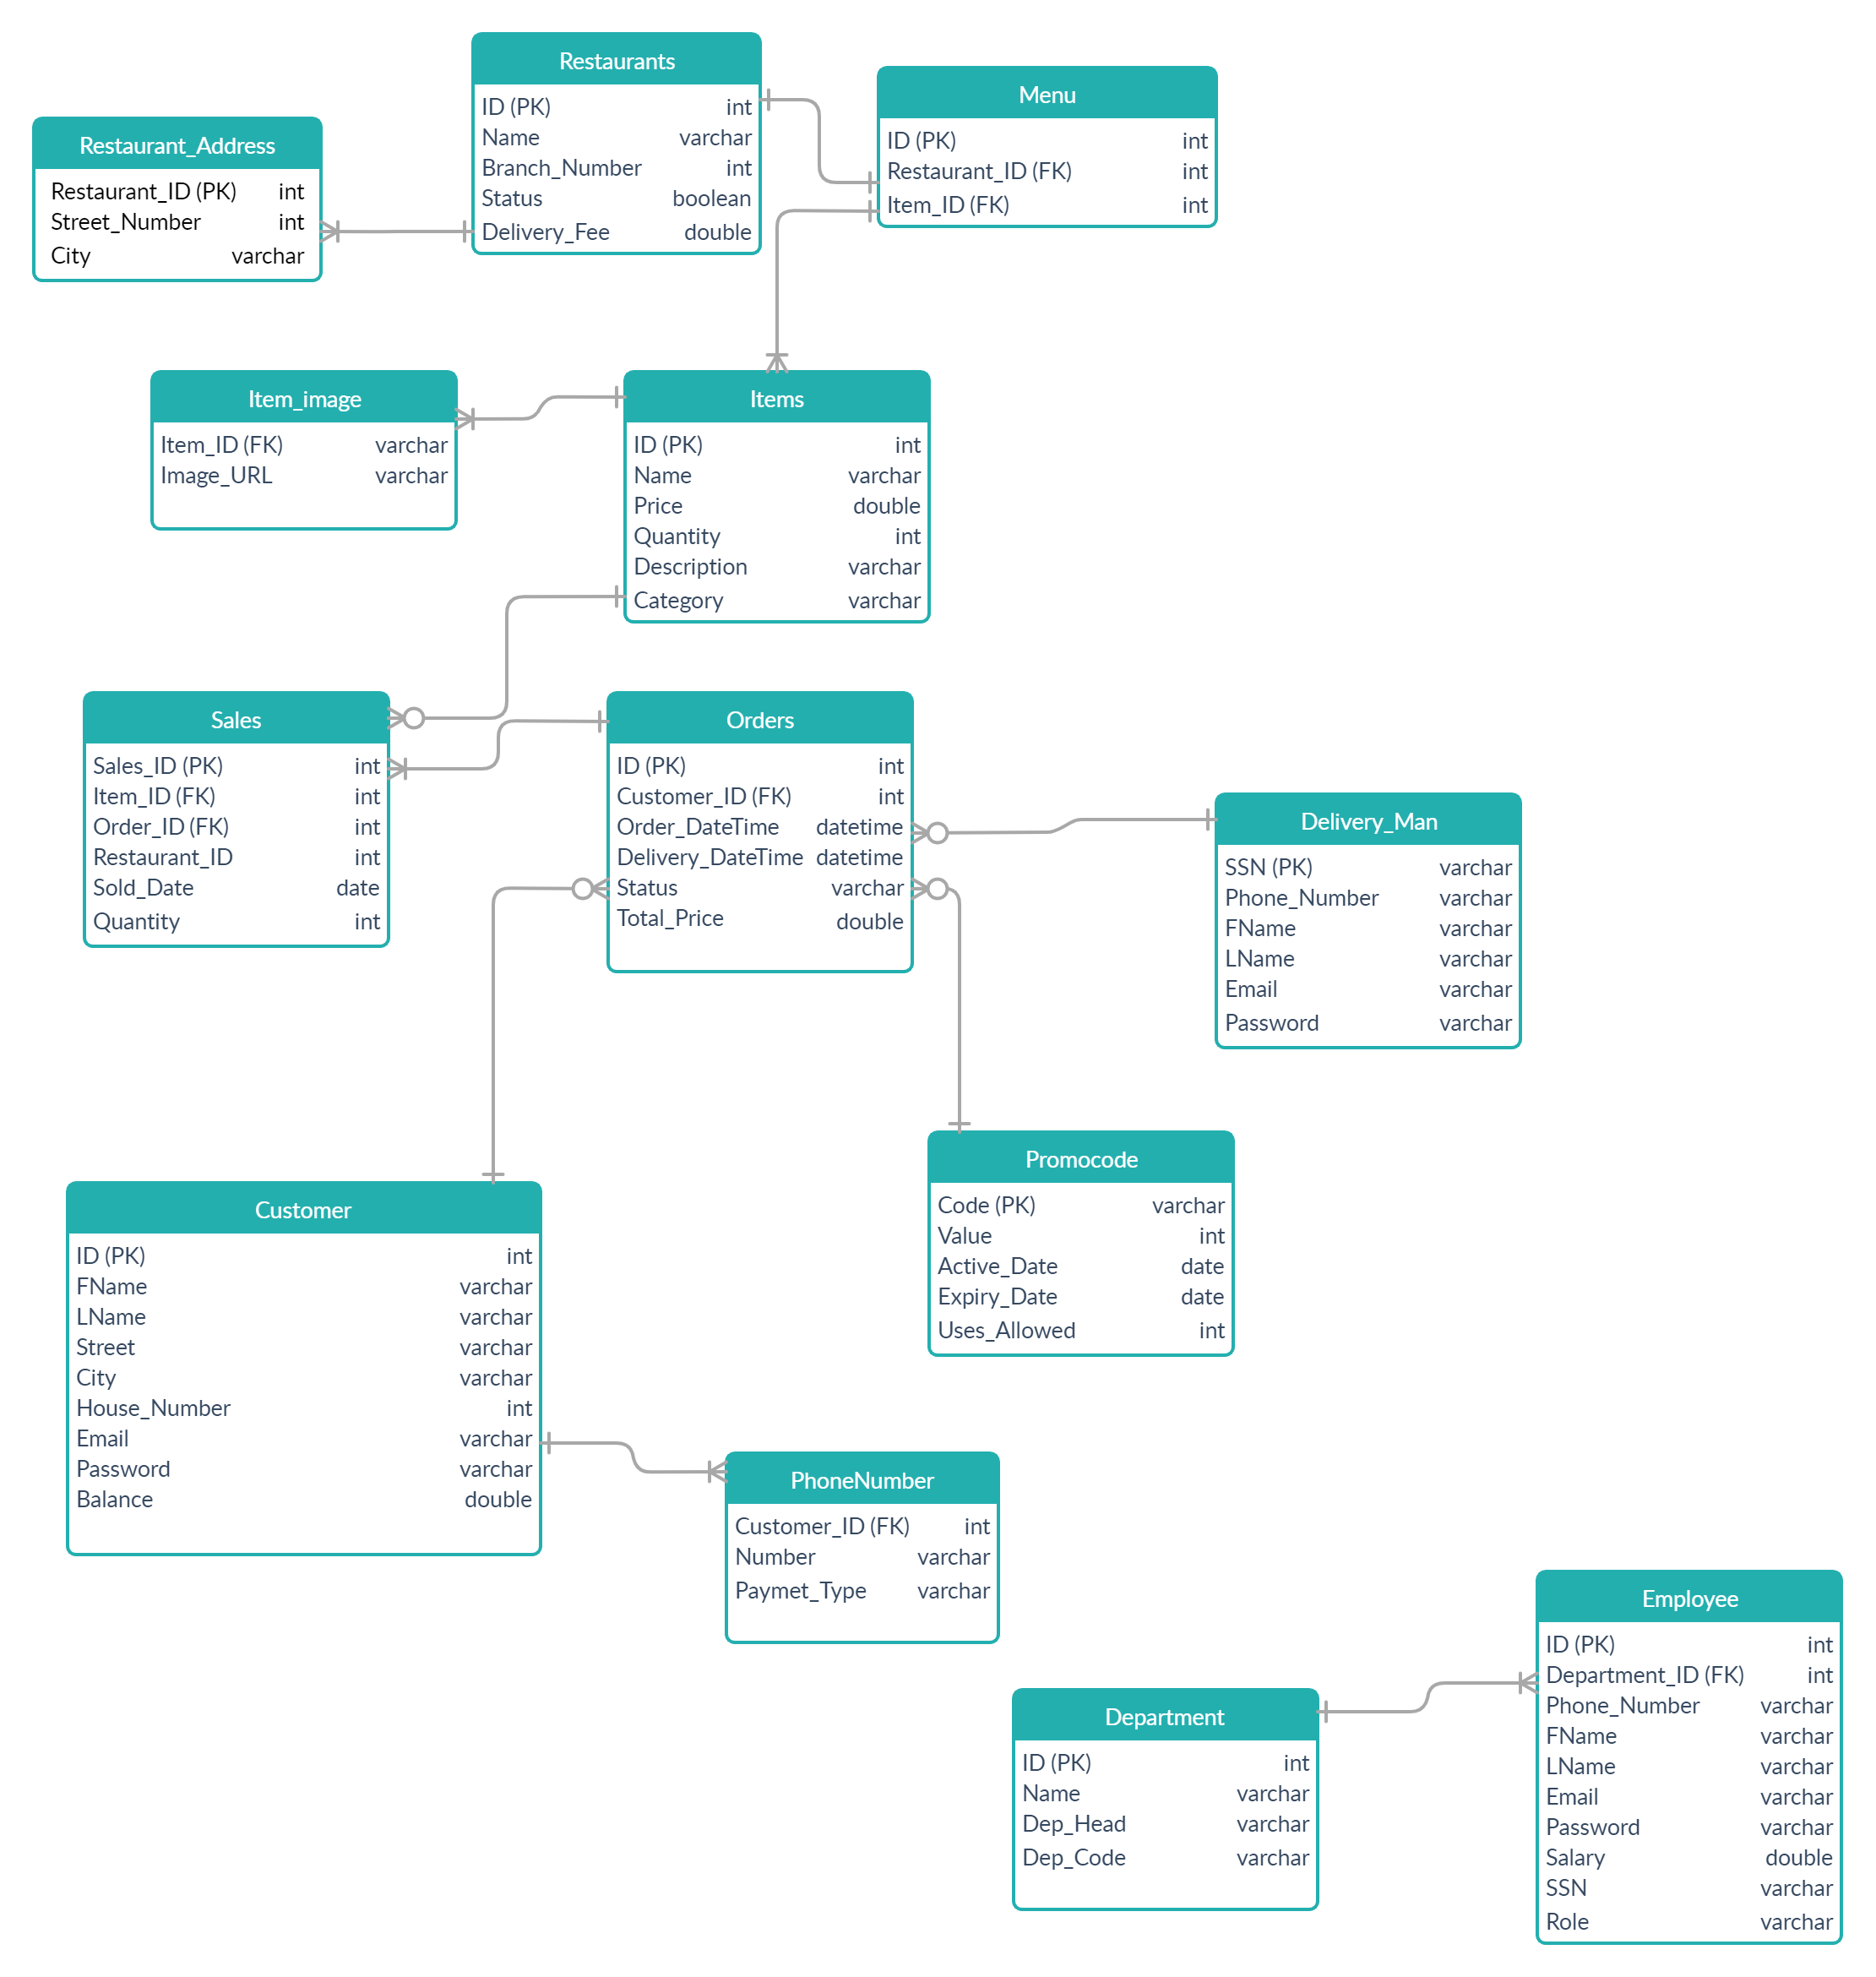 Restaurants
ID (PK) int
Name varchar
Branch_Number int
Status boolean
Delivery_Fee double
Menu
ID (PK) int
Restaurant_ID (FK) int
Item_ID (FK) int
Restaurant_Address
Restaurant_ID (PK) int
Street_Number int
City varchar
Item_image
Item_ID (FK) varchar
Image_URL varchar
Items
ID (PK) int
Name varchar
Price double
Quantity int
Description varchar
Category varchar
Sales
Sales_ID (PK) int
Item_ID (FK) int
Order_ID (FK) int
Restaurant_ID int
Sold_Date date
Quantity int
Orders
ID (PK) int
Customer_ID (FK) int
Order_DateTime datetime
Delivery_DateTime datetime
Status varchar
Total_Price double
Delivery_Man
SSN (PK) varchar
Phone_Number varchar
FName varchar
LName varchar
Email varchar
Password varchar
Promocode
Code (PK) varchar
Value int
Active_Date date
Expiry_Date date
Uses_Allowed int
Customer
ID (PK) int
FName varchar
LName varchar
Street varchar
City varchar
House_Number int
Email varchar
Password varchar
Balance double
PhoneNumber
Customer_ID (FK) int
Number varchar
Paymet_Type varchar
Department
ID (PK) int
Name varchar
Dep_Head varchar
Dep_Code varchar
Employee
ID (PK) int
Department_ID (FK) int
Phone_Number varchar
FName varchar
LName varchar
Email varchar
Password varchar
Salary double
SSN varchar
Role varchar